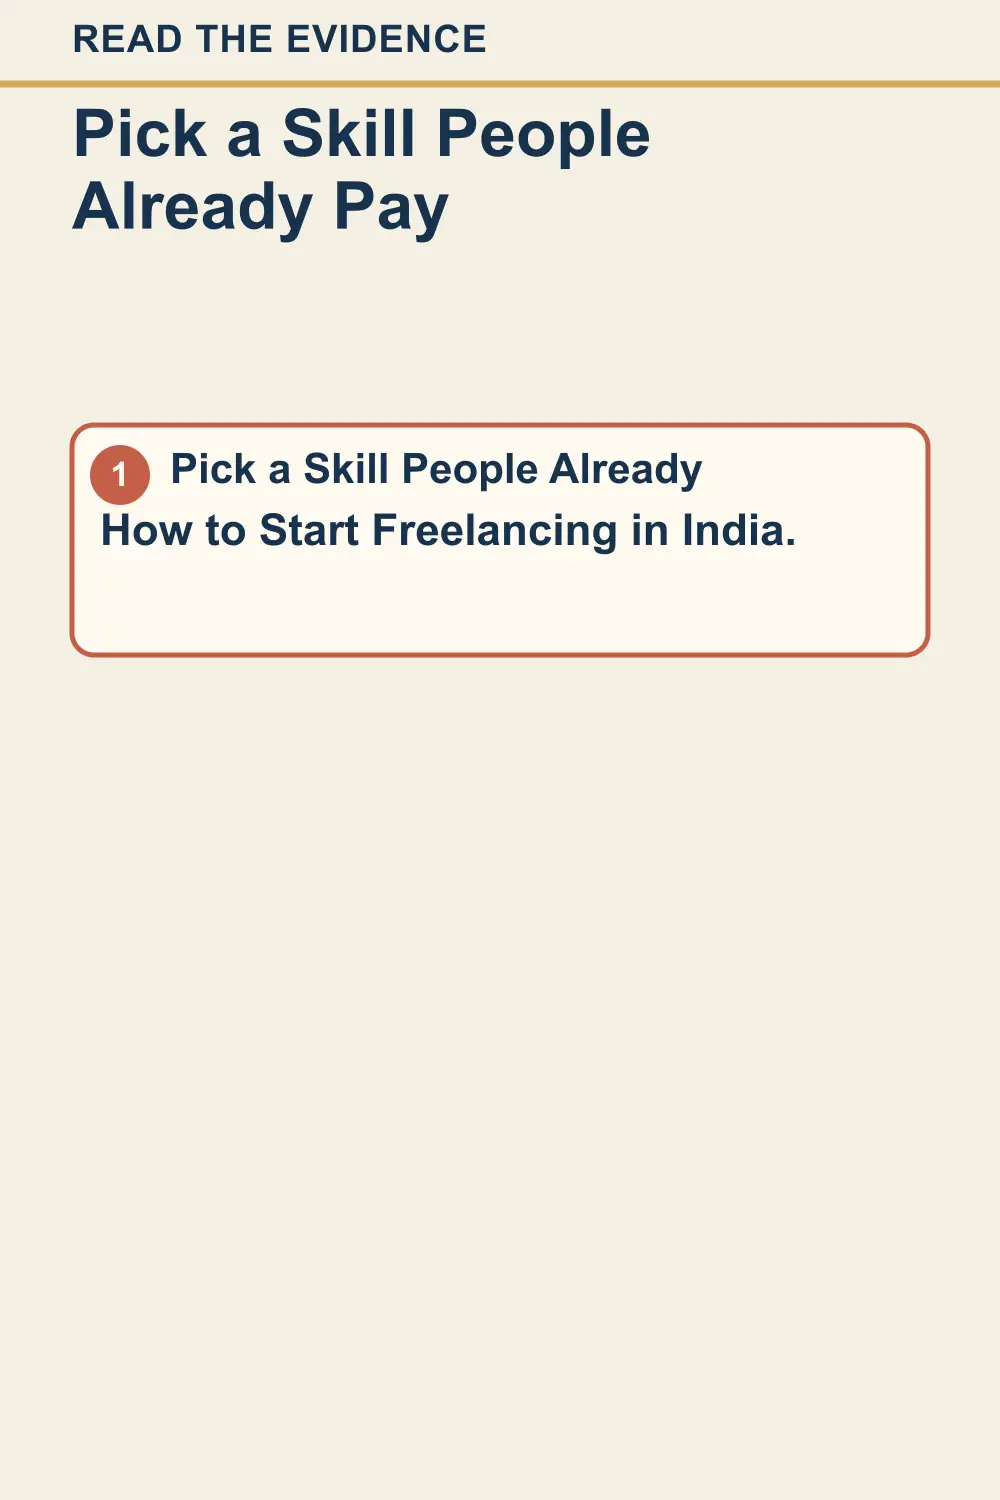 READ THE EVIDENCE
Pick a Skill People
Already Pay
1 Pick a Skill People Already
How to Start Freelancing in India.